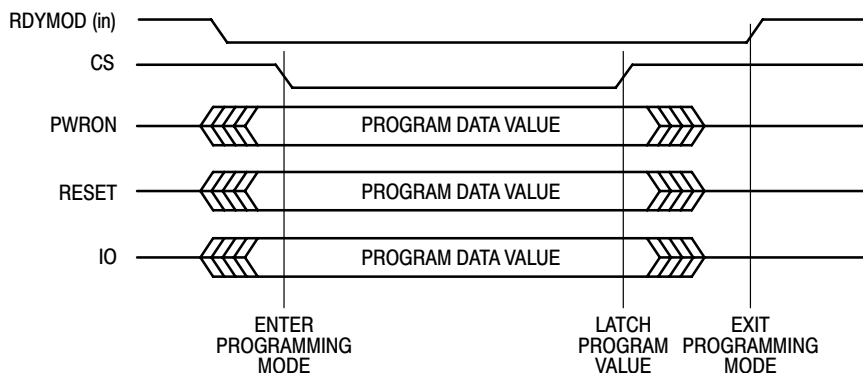 RDYMOD (in)
CS
PWRON
PROGRAM DATA VALUE
RESET
PROGRAM DATA VALUE
IO
PROGRAM DATA VALUE
ENTER
PROGRAMMING
MODE
LATCH
PROGRAM
VALUE
EXIT
PROGRAMMING
MODE